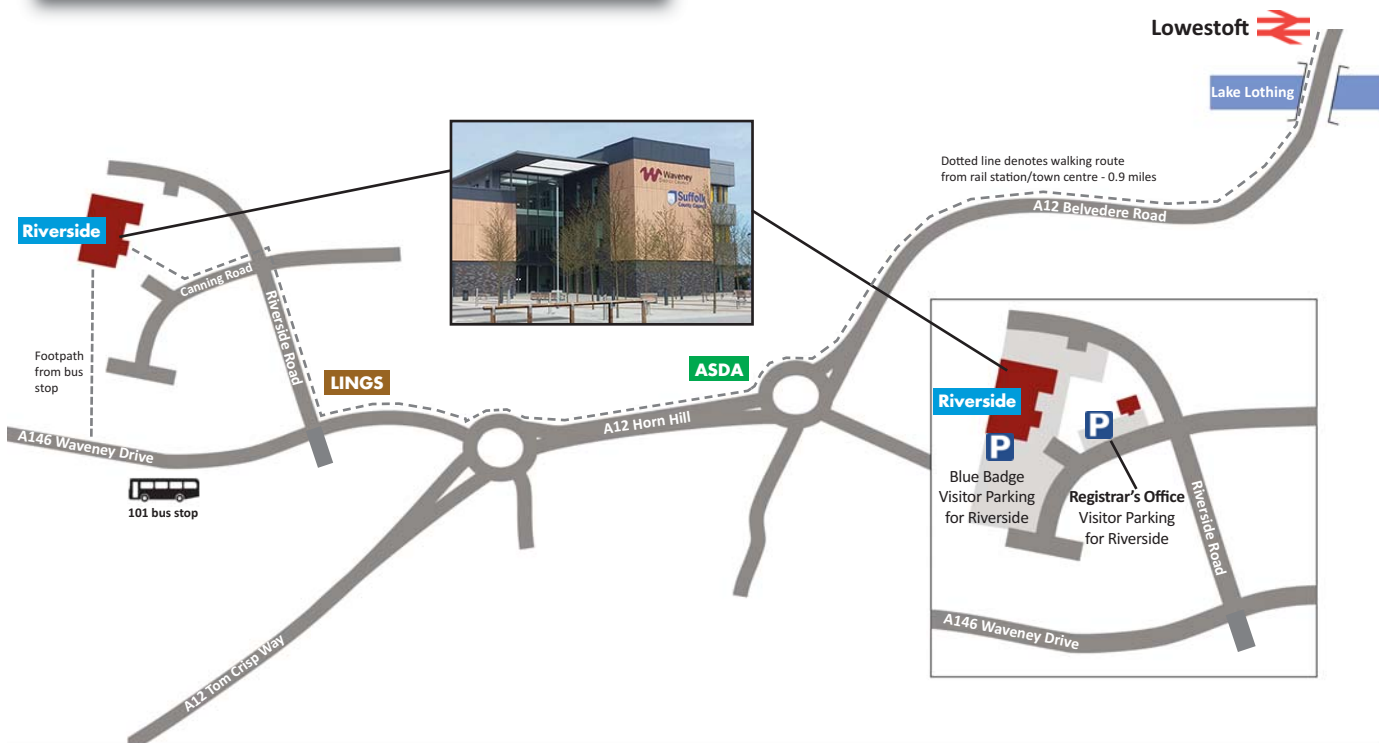 Lowestoft
Lake Lothing
Dotted line denotes walking route
from rail station/town centre - 0.9 miles
A12 Belvedere Road
Waveney
Suffolk
County Council
Riverside
Canning Road
Riverside Road
Footpath
from bus
stop
LINGS
ASDA
A12 Horn Hill
A146 Waveney Drive
101 bus stop
A12 Tom Crisp Way
Riverside
P
P
Blue Badge
Visitor Parking
for Riverside
Registrar's Office
Visitor Parking
for Riverside
Riverside Road
A146 Waveney Drive